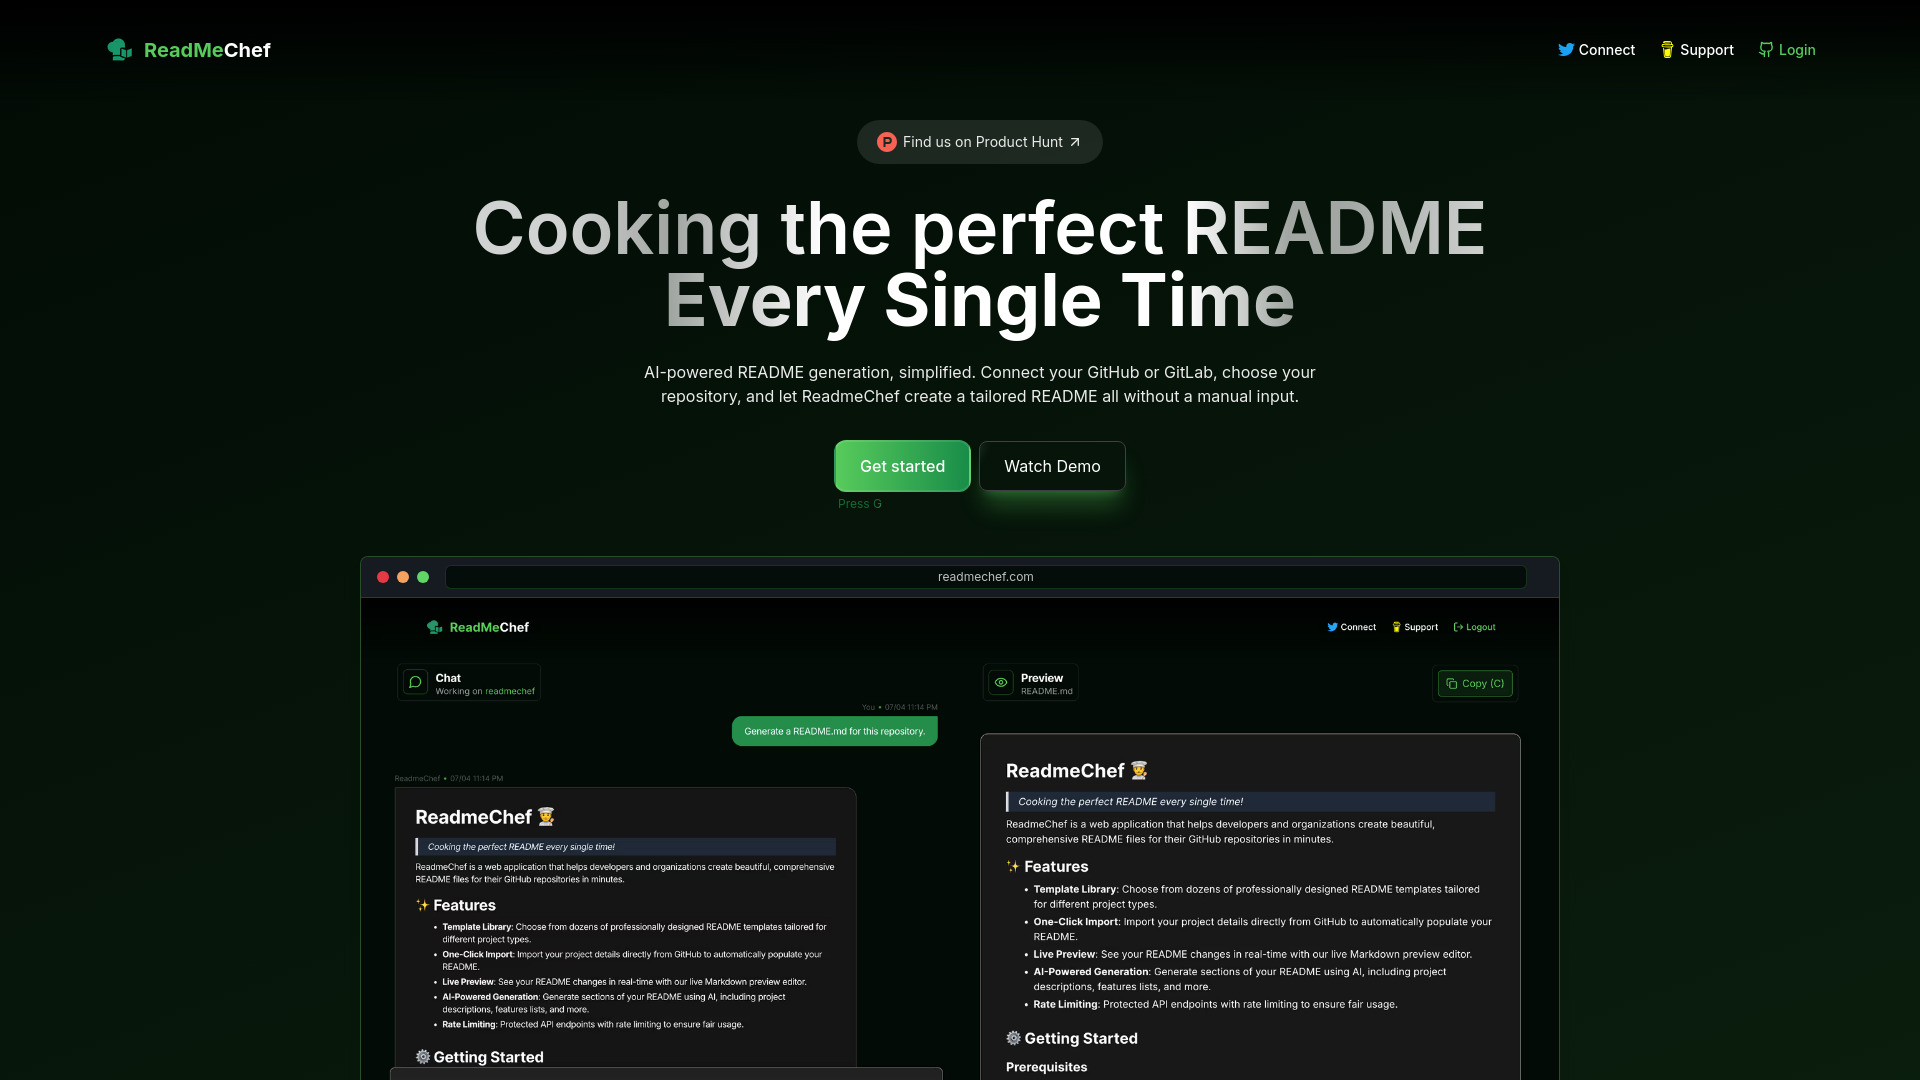 ReadMeChef
Connect
Support
Login
P Find us on Product Hunt
Cooking the perfect README
Every Single Time
AI-powered README generation, simplified. Connect your GitHub or GitLab, choose your
repository, and let ReadmeChef create a tailored README all without a manual input.
Get started
Watch Demo
Press G
readmechef.com
ReadMeChef
Connect
Support
Logout
Chat
Working on readmechef
You • 07/04 11:14 PM
Generate a README.md for this repository.
ReadmeChef • 07/04 11:14 PM
ReadmeChef
Cooking the perfect README every single time!
ReadmeChef is a web application that helps developers and organizations create beautiful, comprehensive
README files for their GitHub repositories in minutes.
✨ Features
• Template Library: Choose from dozens of professionally designed README templates tailored for
different project types.
• One-Click Import: Import your project details directly from GitHub to automatically populate your
README.
• Live Preview: See your README changes in real-time with our live Markdown preview editor.
• AI-Powered Generation: Generate sections of your README using AI, including project
descriptions, features lists, and more.
• Rate Limiting: Protected API endpoints with rate limiting to ensure fair usage.
⚙️ Getting Started
Preview
README.md
Copy (C)
ReadmeChef
Cooking the perfect README every single time!
ReadmeChef is a web application that helps developers and organizations create beautiful,
comprehensive README files for their GitHub repositories in minutes.
✨ Features
• Template Library: Choose from dozens of professionally designed README templates tailored
for different project types.
• One-Click Import: Import your project details directly from GitHub to automatically populate your
README.
• Live Preview: See your README changes in real-time with our live Markdown preview editor.
• AI-Powered Generation: Generate sections of your README using AI, including project
descriptions, features lists, and more.
• Rate Limiting: Protected API endpoints with rate limiting to ensure fair usage.
⚙️ Getting Started
Prerequisites